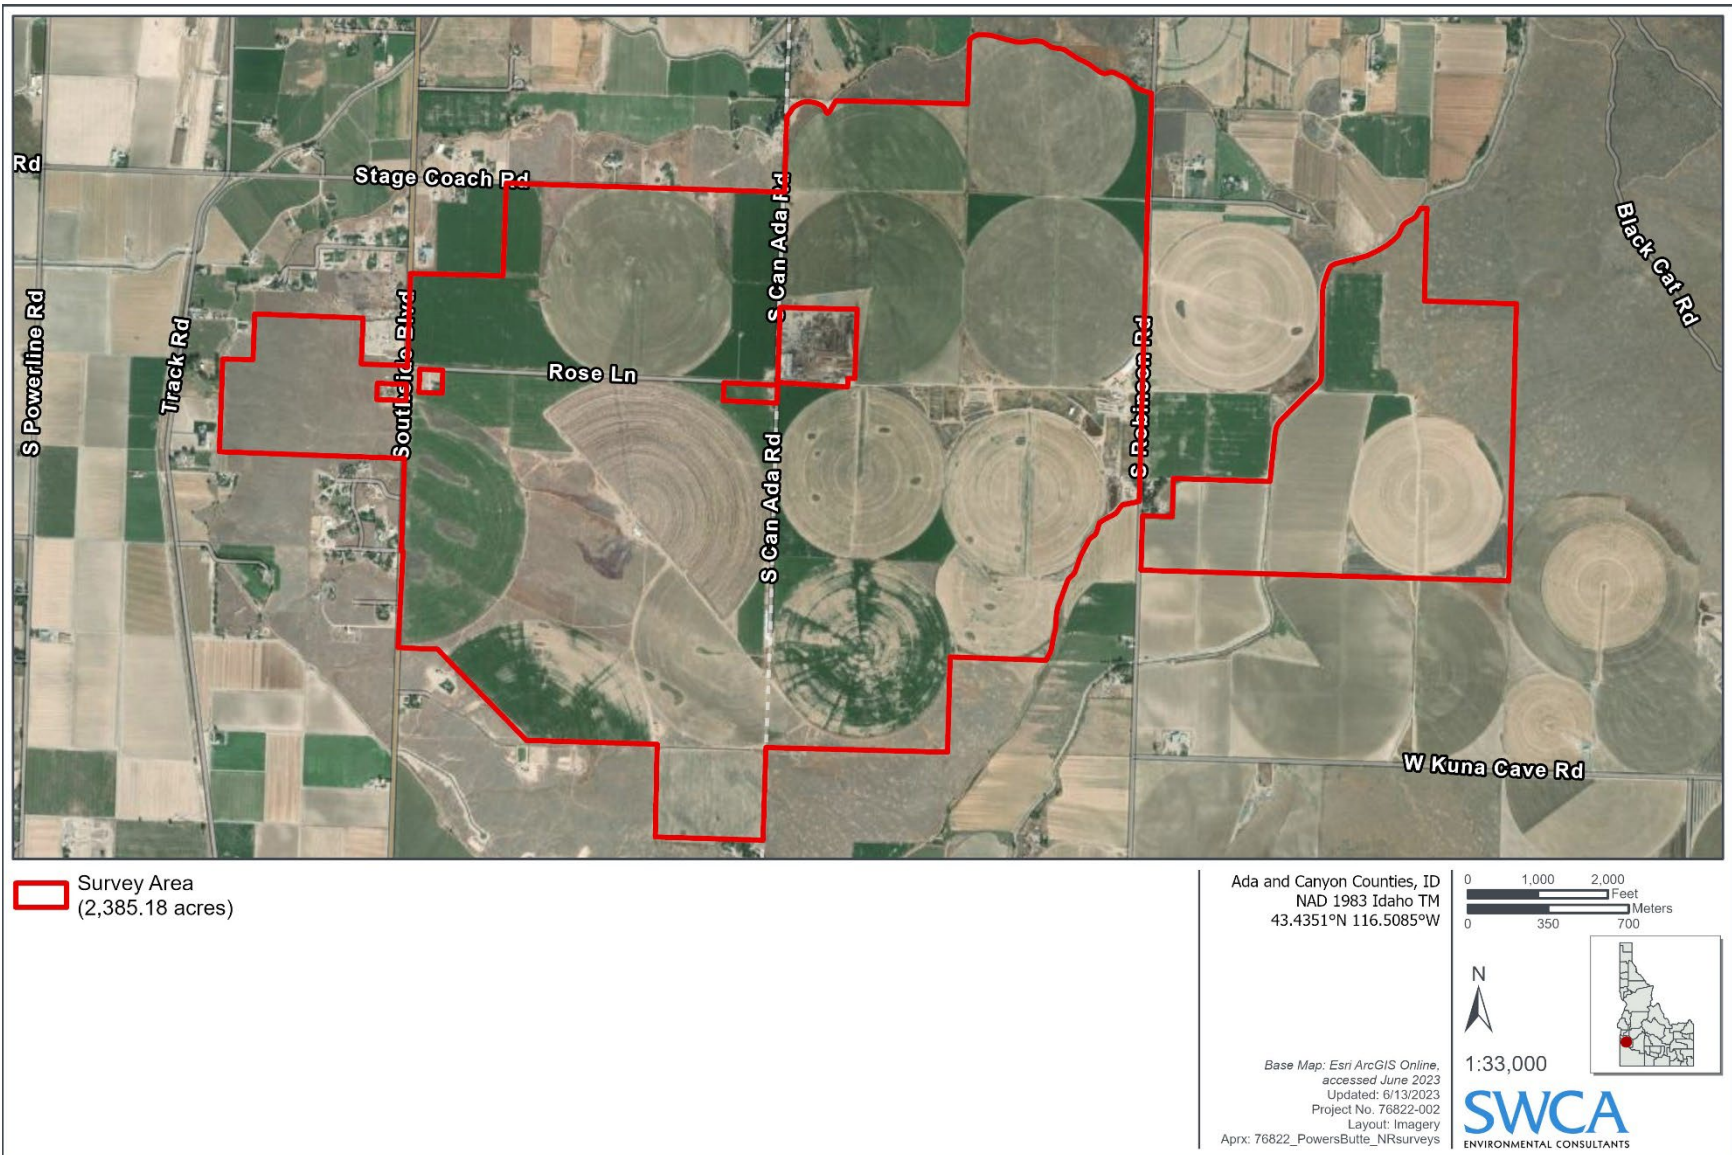 Rd
Stage Coach Rd
S Can Ada Rd
Black Cat Rd
S Powerline Rd
Track Rd
Southside Blvd
Rose Ln
S Robinson Rd
S Can Ada Rd
W Kuna Cave Rd
Survey Area
(2,385.18 acres)
Ada and Canyon Counties, ID
NAD 1983 Idaho TM
43.4351°N 116.5085°W
Base Map: Esri ArcGIS Online,
accessed June 2023
Updated: 6/13/2023
Project No. 76822-002
Layout: Imagery
Aprx: 76822_PowersButte_NRsurveys
0 1,000 2,000
Feet
Meters
0 350 700
N
1:33,000
SWCA
ENVIRONMENTAL CONSULTANTS